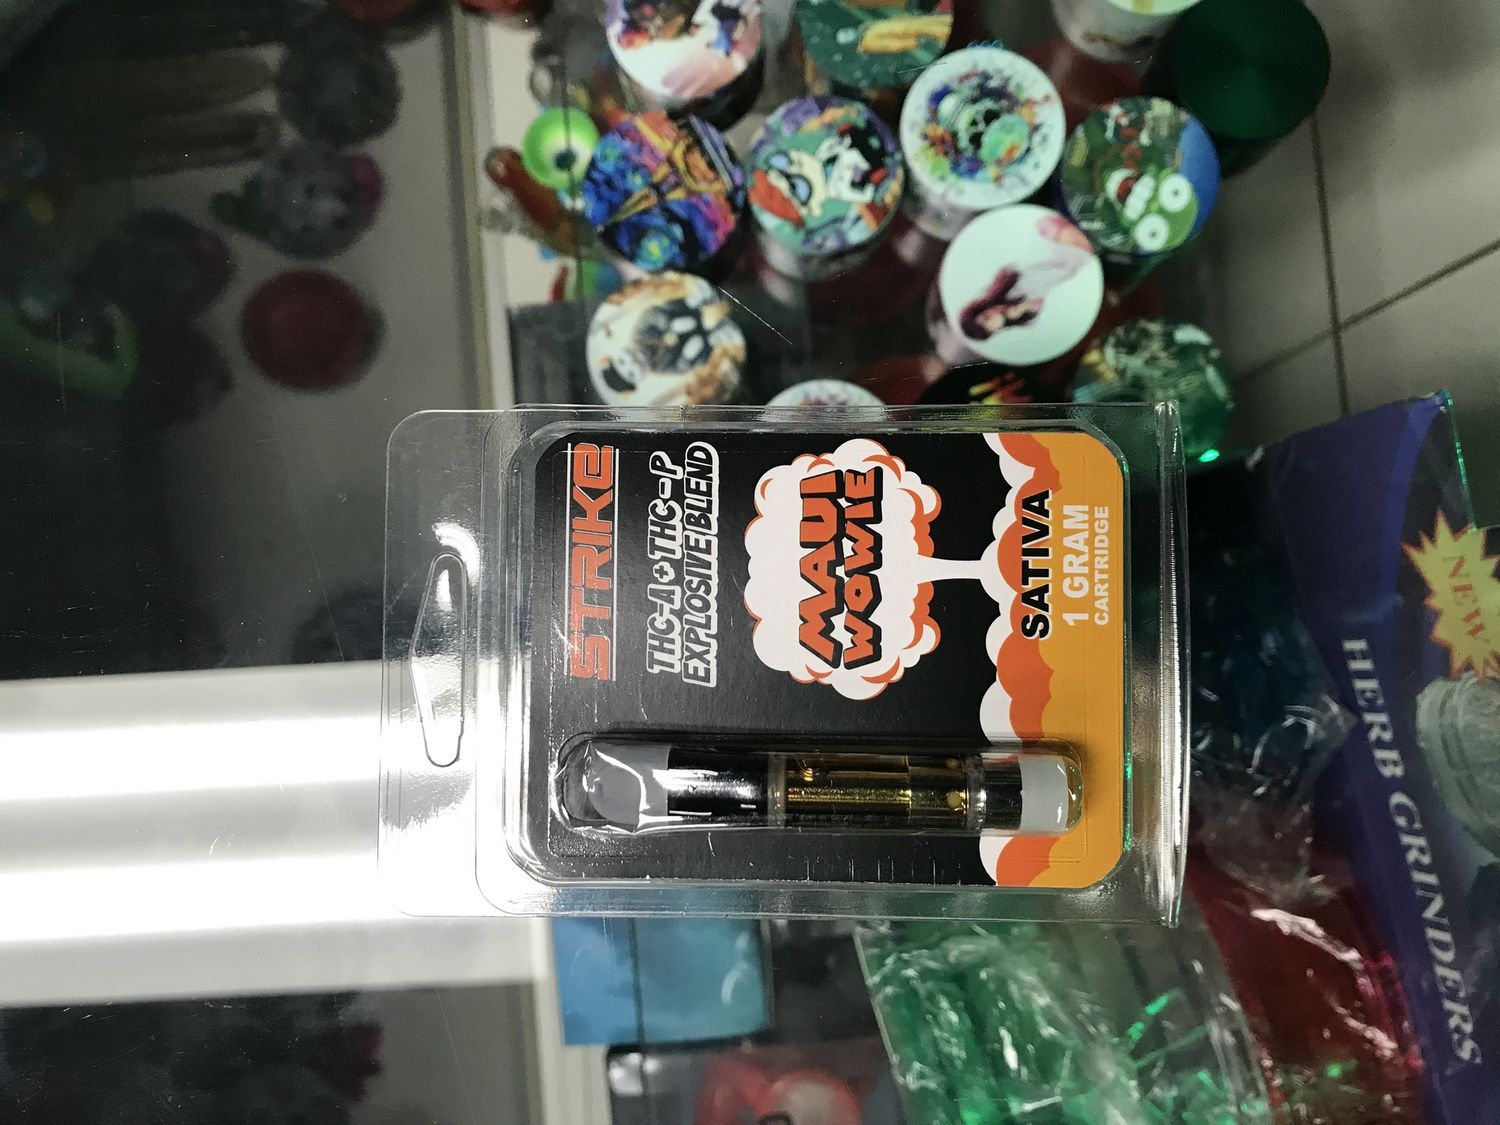 STRIKE
THC-A + THC-P
EXPLOSIVE BLEND
MAUI
WOWIE
SATIVA
1 GRAM
CARTRIDGE
NEW
HERB GRINDERS